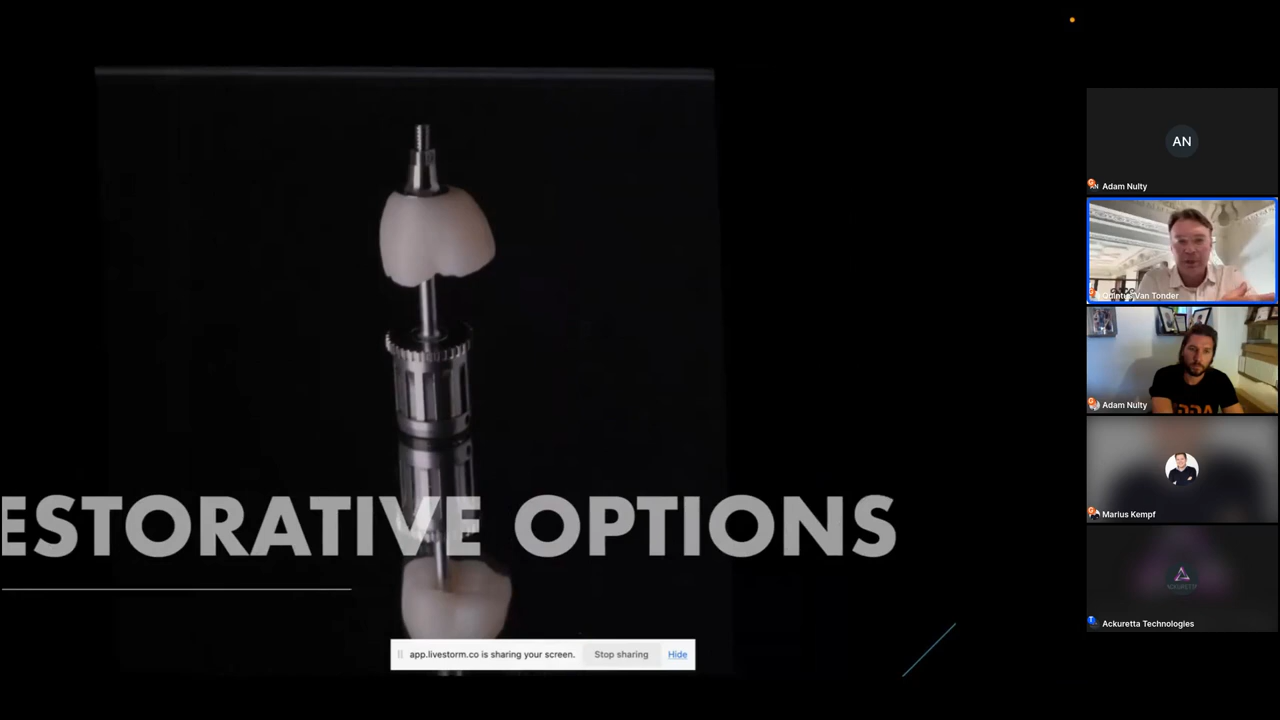 ESTORATIVE OPTIONS
app.livestorm.co is sharing your screen. Stop sharing Hide
AN
Adam Nulty
Van Tonder
Adam Nulty
Marius Kempf
Ackuretta Technologies